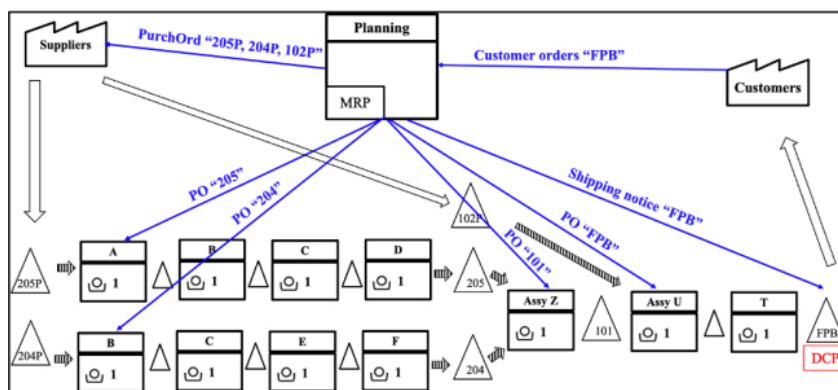 Planning
Suppliers
PurchOrd “205P, 204P, 102P”
Customer orders “FPB”
Customers
MRP
PO “205”
PO “204”
Shipping notice “FPB”
102P
PO “FPB”
PO “101”
A
B
C
D
205P
1
1
1
1
205
Assy Z
Assy U
T
1
101
1
1
FPB
B
C
E
F
204P
1
1
1
1
204
DCP